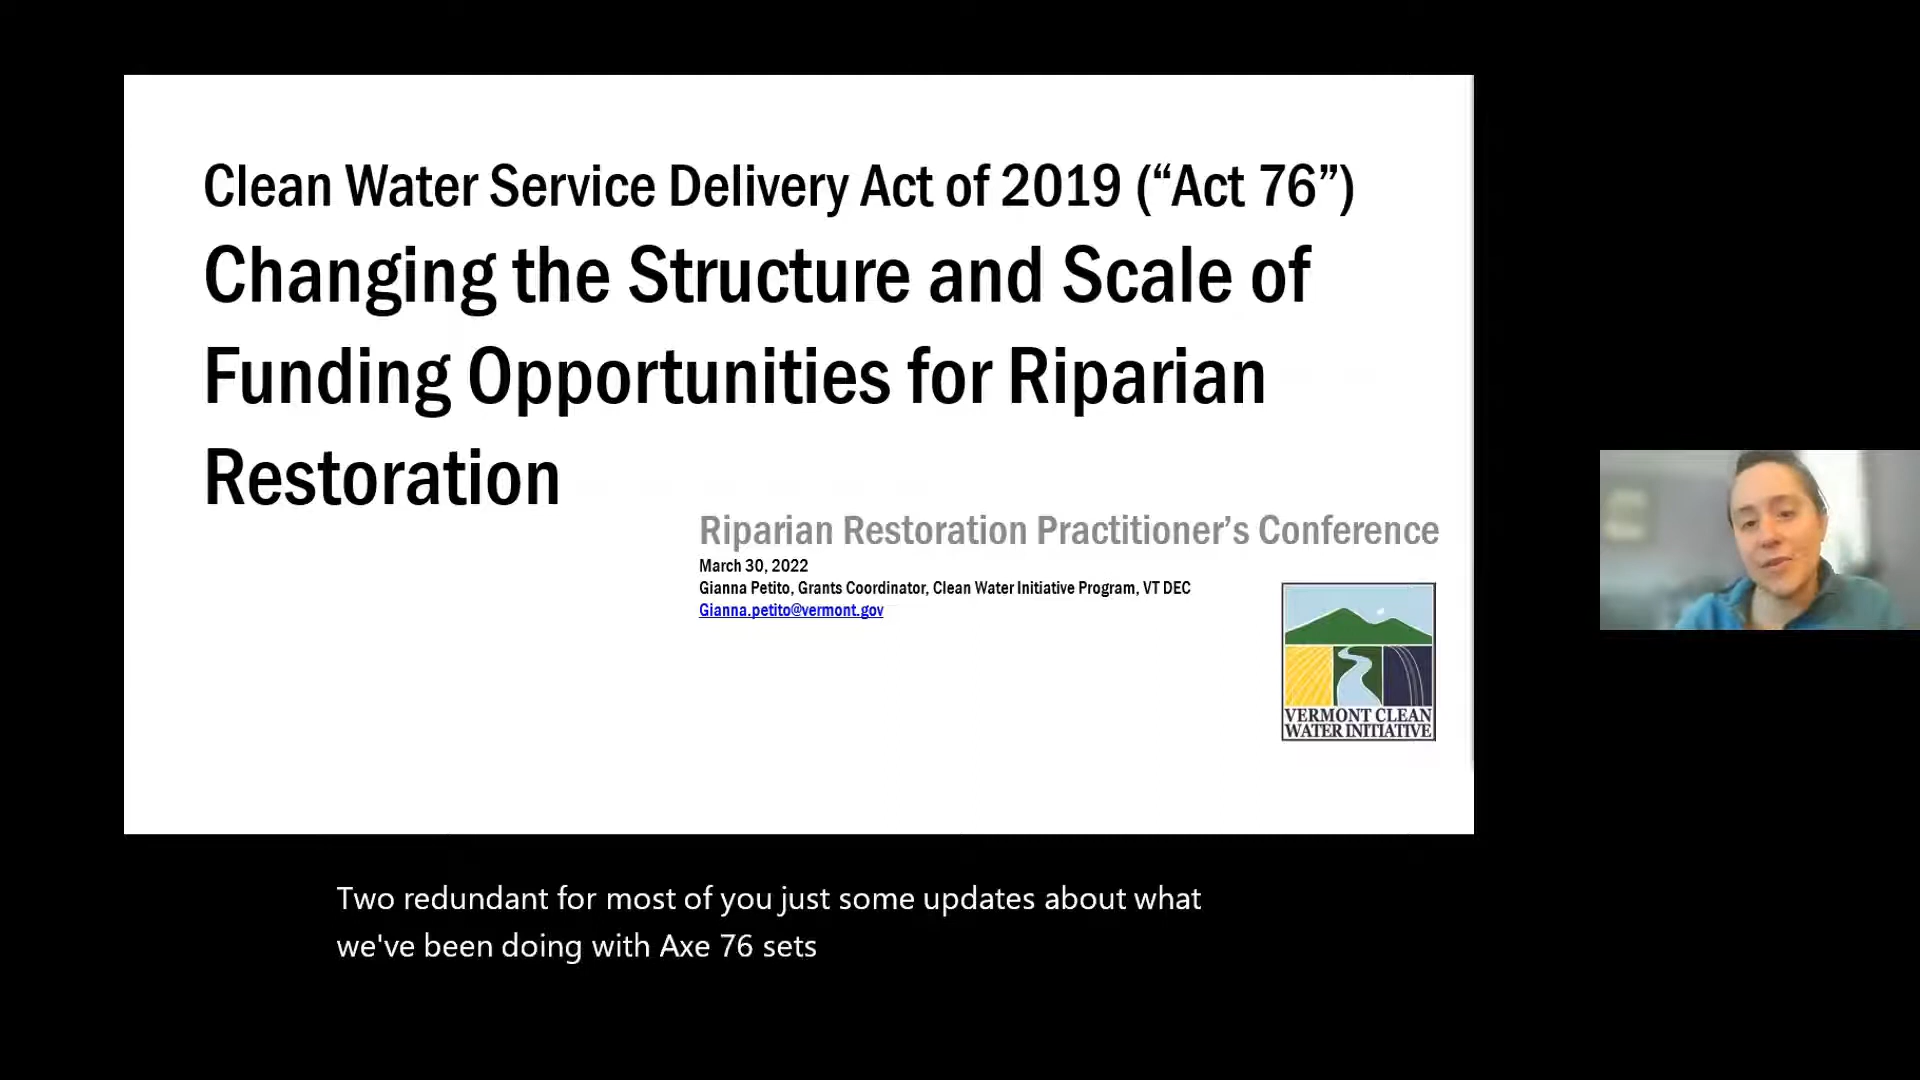 Clean Water Service Delivery Act of 2019 (“Act 76”)
Changing the Structure and Scale of
Funding Opportunities for Riparian
Restoration
Riparian Restoration Practitioner’s Conference
March 30, 2022
Gianna Petito, Grants Coordinator, Clean Water Initiative Program, VT DEC
Gianna.petito@vermont.gov
VERMONT CLEAN
WATER INITIATIVE
Two redundant for most of you just some updates about what
we've been doing with Axe 76 sets